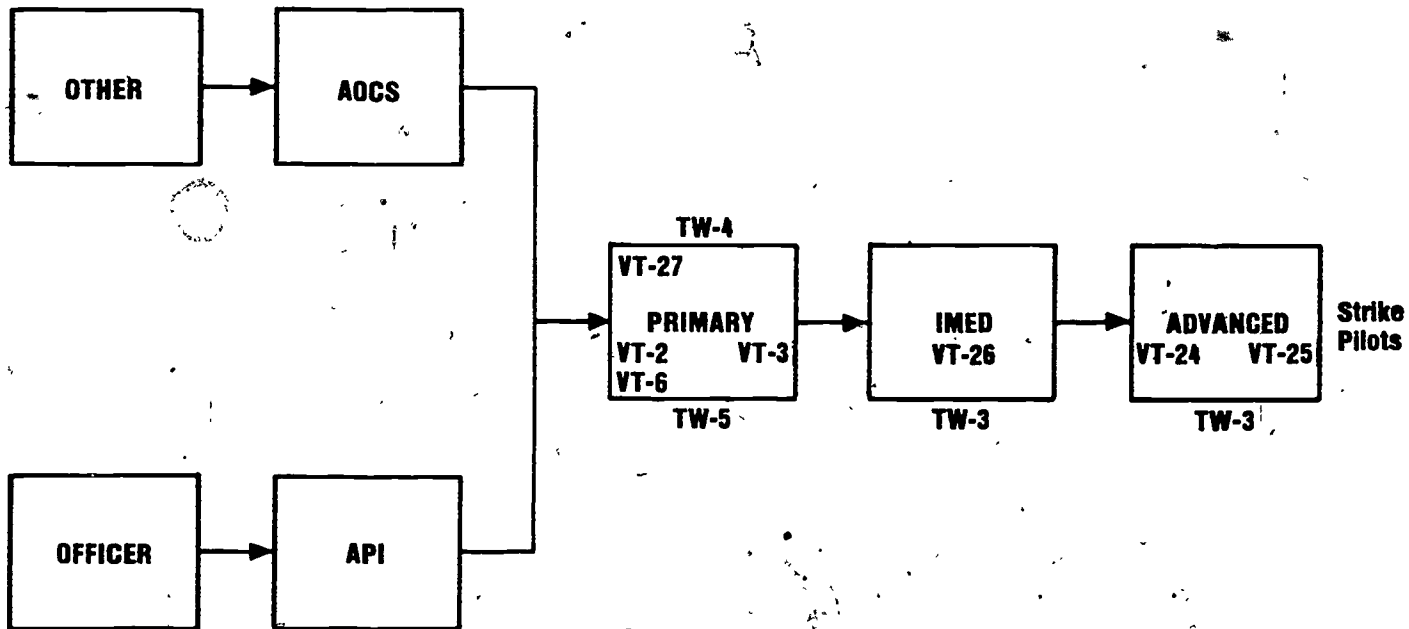 OTHER
AOCS
TW-4
VT-27
PRIMARY
VT-2 VT-3
VT-6
TW-5
IMED
VT-26
TW-3
ADVANCED
VT-24 VT-25
TW-3
Strike
Pilots
OFFICER
API